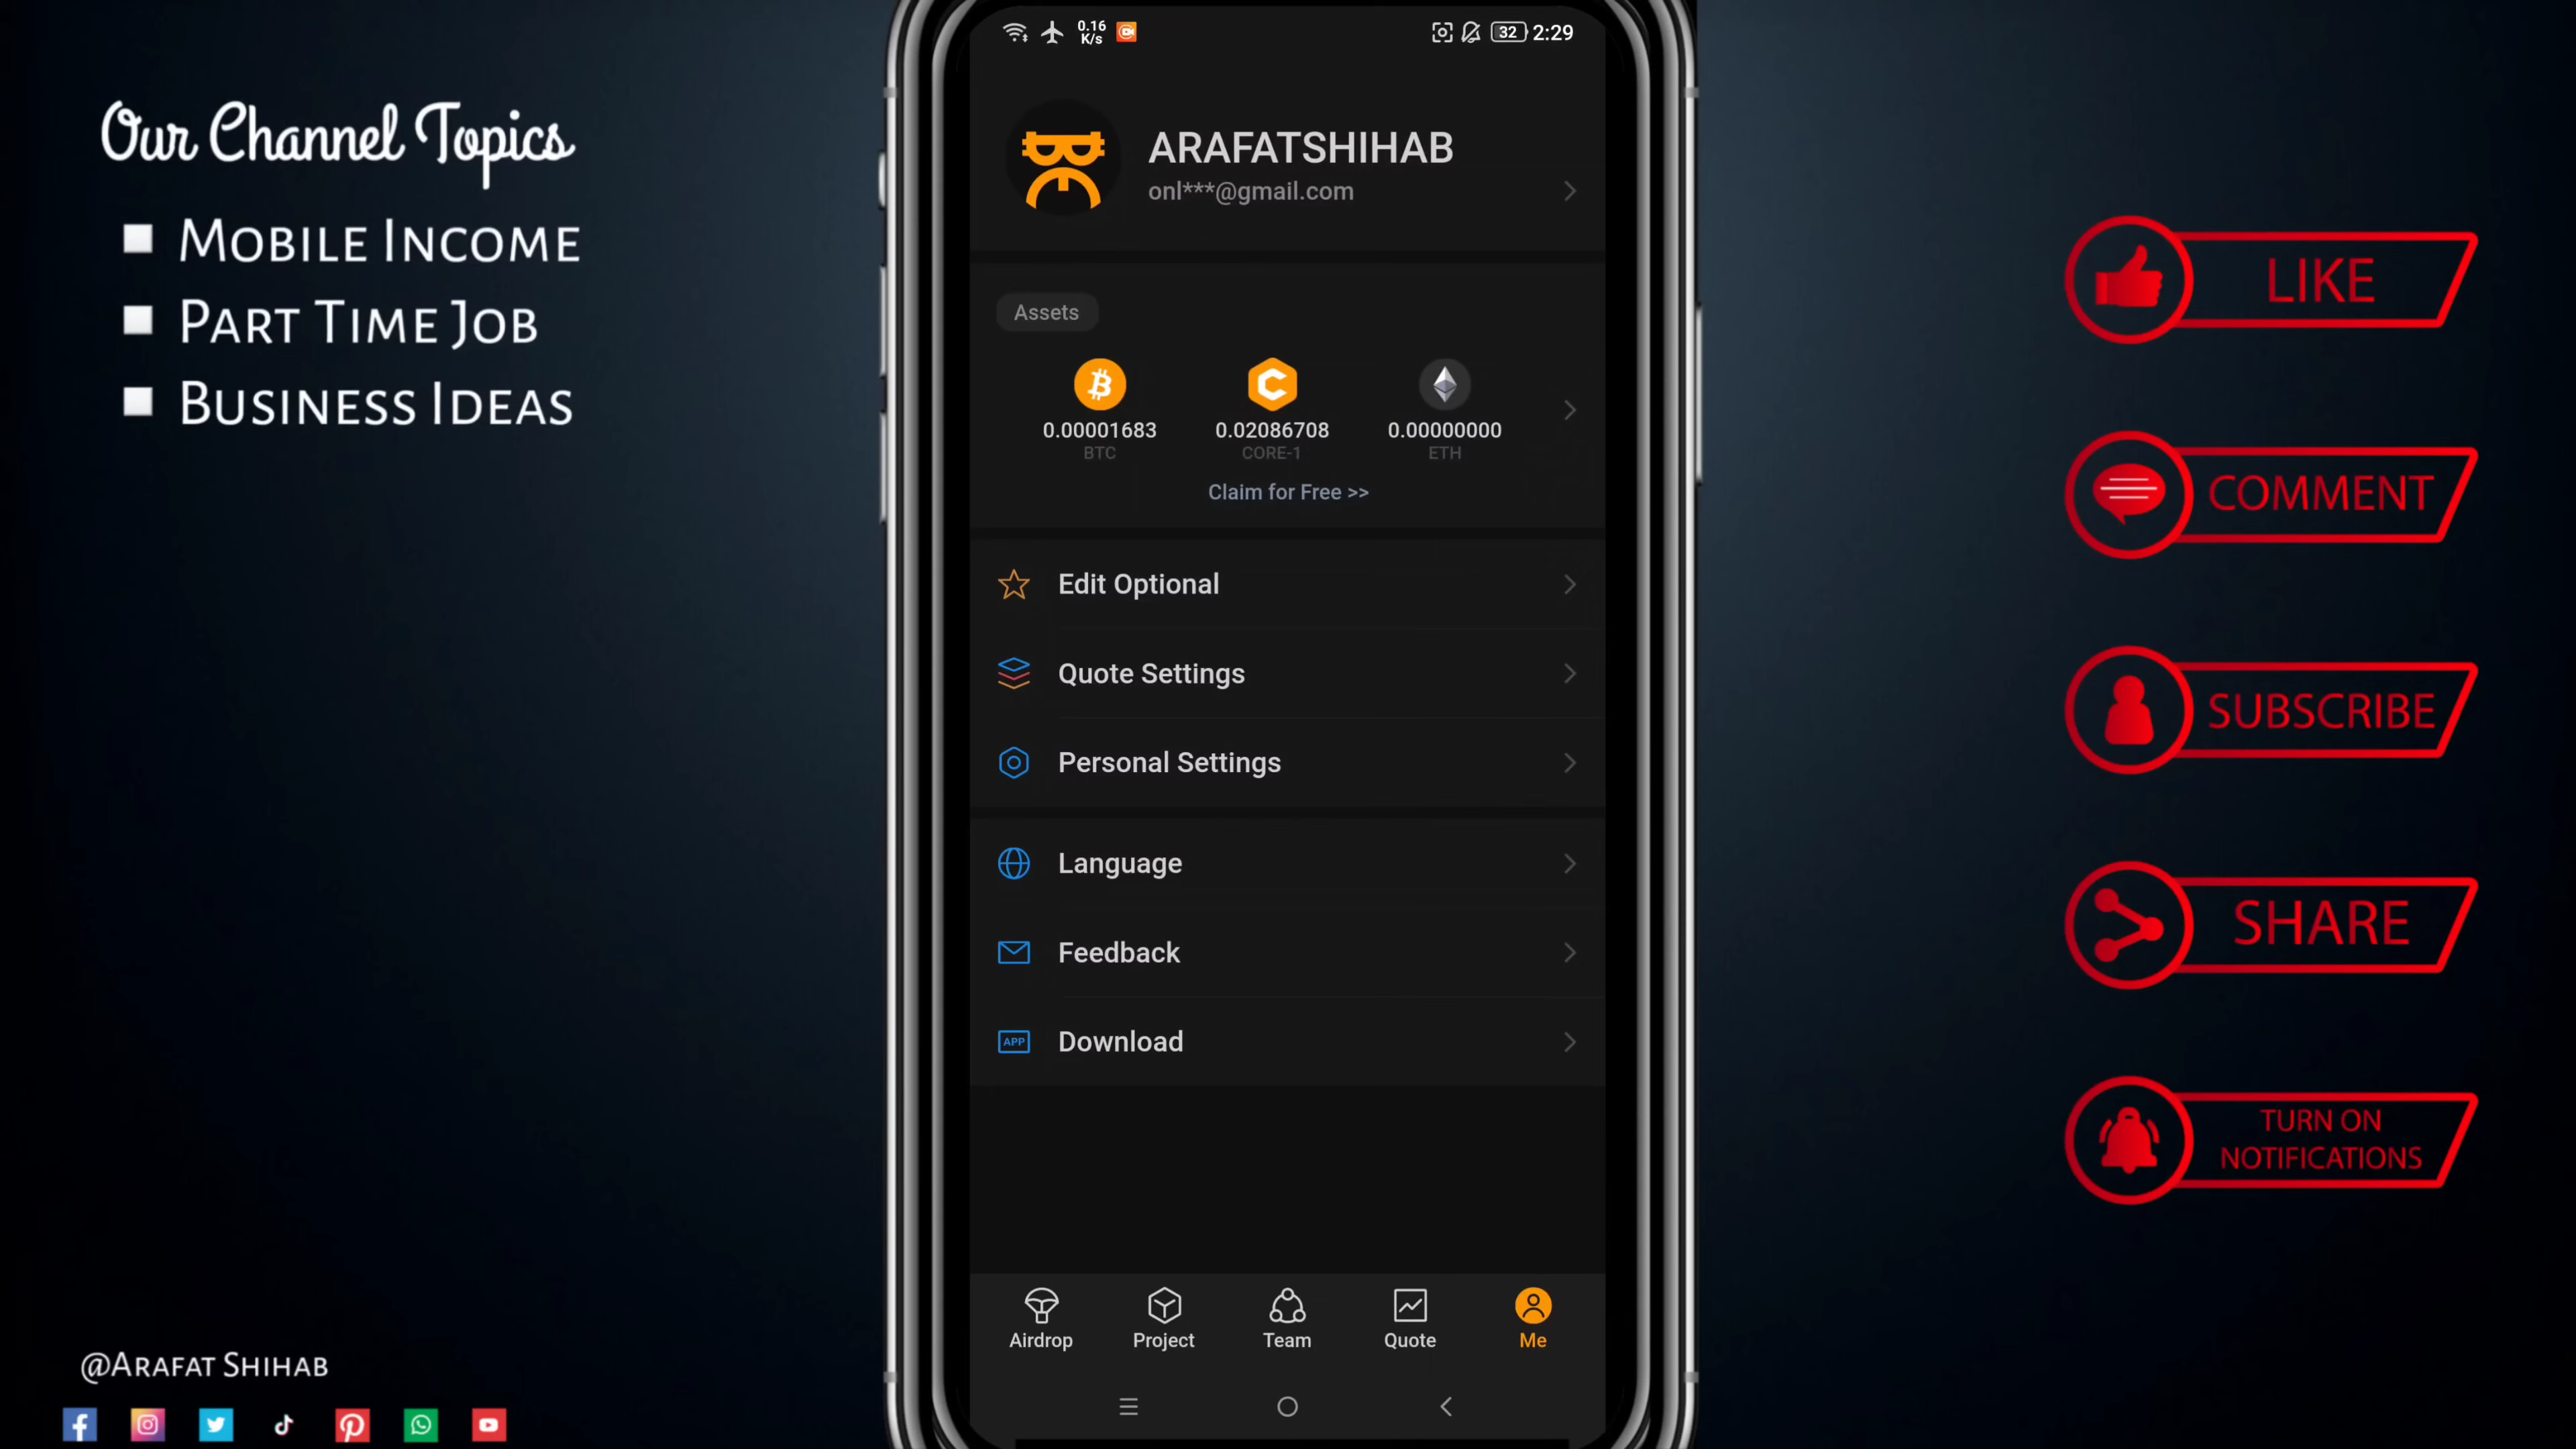 Our Channel Topics
Mobile Income
Part Time Job
Business Ideas
@Arafat Shihab
0.16
K/s
32
2:29
ARAFATSHIHAB
onl***@gmail.com
Assets
0.00001683
BTC
0.02086708
CORE-1
0.00000000
ETH
Claim for Free >>
Edit Optional
Quote Settings
Personal Settings
Language
Feedback
APP
Download
Airdrop
Project
Team
Quote
Me
LIKE
COMMENT
SUBSCRIBE
SHARE
TURN ON
NOTIFICATIONS